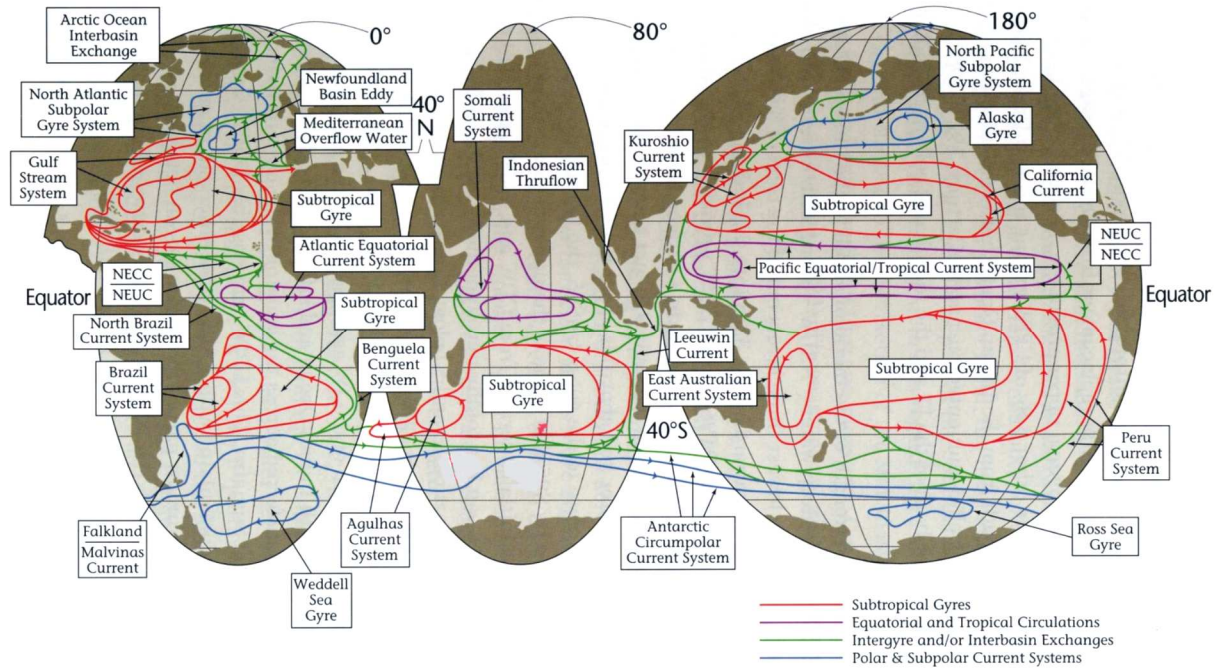 Arctic Ocean
Interbasin
Exchange
0°
80°
180°
North Pacific
Subpolar
Gyre System
Newfoundland
Basin Eddy
North Atlantic
Subpolar
Gyre System
40°
N
Somali
Current
System
Alaska
Gyre
Mediterranean
Overflow Water
Kuroshio
Current
System
Gulf
Stream
System
Indonesian
Thruflow
California
Current
Subtropical
Gyre
Subtropical Gyre
Atlantic Equatorial
Current System
NEUC
NECC
NECC
NEUC
Pacific Equatorial/Tropical Current System
Equator
Subtropical
Gyre
Equator
North Brazil
Current System
Leeuwin
Current
Benguela
Current
System
Brazil
Current
System
Subtropical
Gyre
East Australian
Current System
Subtropical Gyre
40°S
Peru
Current
System
Falkland
Malvinas
Current
Agulhas
Current
System
Antarctic
Circumpolar
Current System
Ross Sea
Gyre
Weddell
Sea
Gyre
Subtropical Gyres
Equatorial and Tropical Circulations
Intergyre and/or Interbasin Exchanges
Polar & Subpolar Current Systems